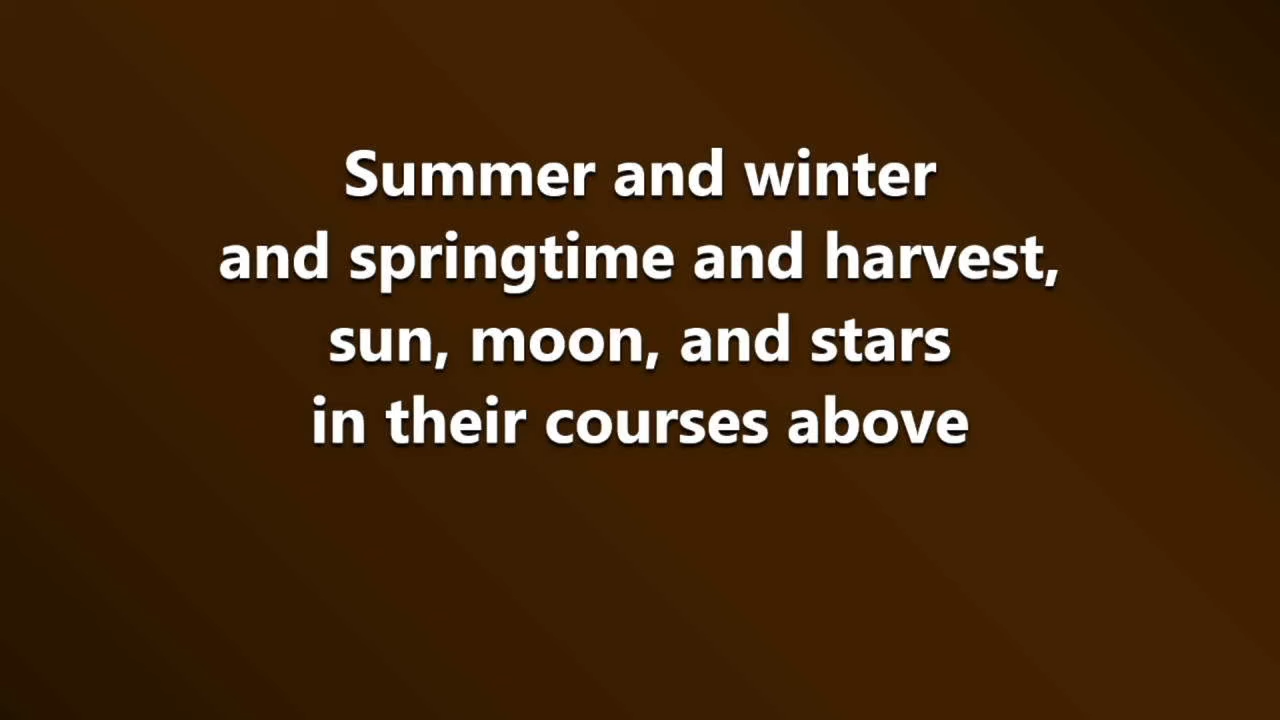 Summer and winter
and springtime and harvest,
sun, moon, and stars
in their courses above